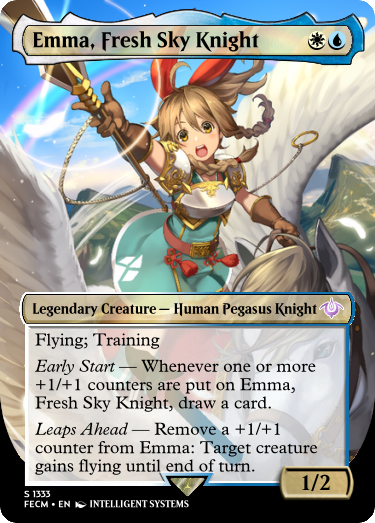 Emma, Fresh Sky Knight
Legendary Creature — Human Pegasus Knight
Flying; Training
Early Start — Whenever one or more
+1/+1 counters are put on Emma,
Fresh Sky Knight, draw a card.
Leaps Ahead — Remove a +1/+1
counter from Emma: Target creature
gains flying until end of turn.
1/2
S 1333
FECM • EN INTELLIGENT SYSTEMS